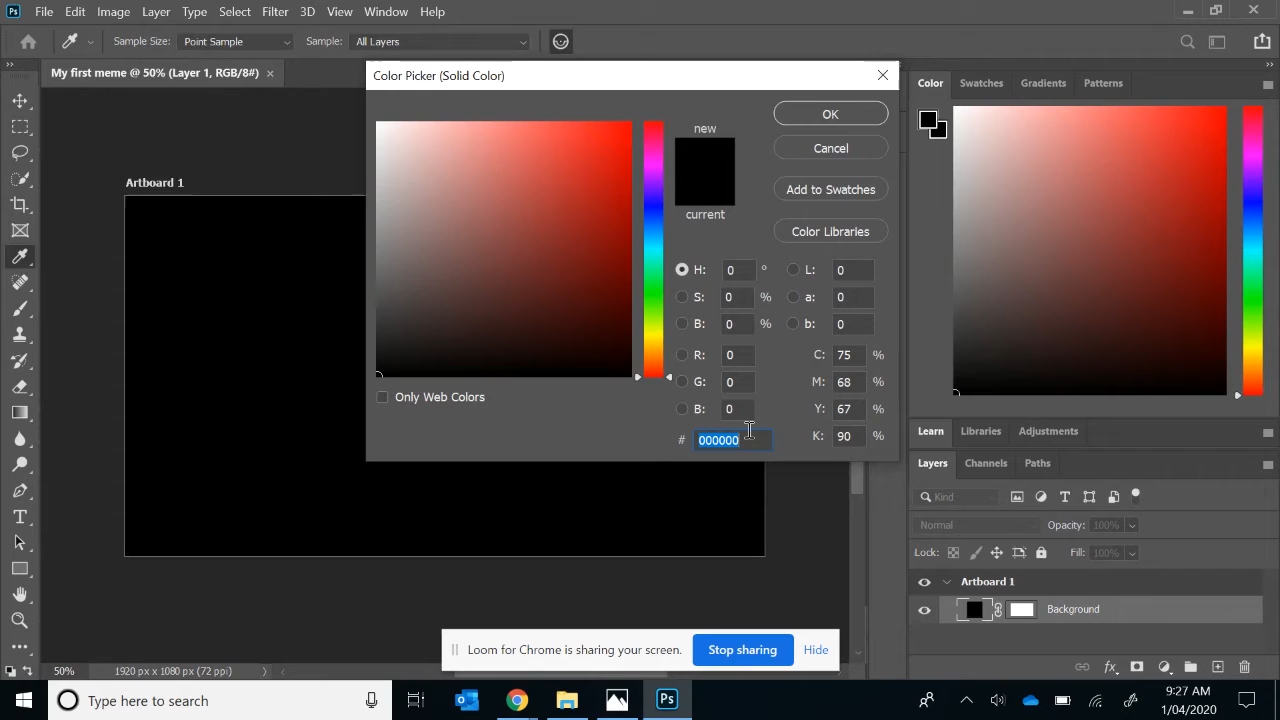 Ps File Edit Image Layer Type Select Filter 3D View Window Help
Sample Size: Point Sample Sample: All Layers
My first meme @ 50% (Layer 1, RGB/8#) ×
Artboard 1
Color Picker (Solid Color)
new
current
OK
Cancel
Add to Swatches
Color Libraries
H: 0 °
S: 0 %
B: 0 %
R: 0
G: 0
B: 0
# 000000
L: 0
a: 0
b: 0
C: 75 %
M: 68 %
Y: 67 %
K: 90 %
Only Web Colors
Color Swatches Gradients Patterns
Learn Libraries Adjustments
Layers Channels Paths
Kind
Normal Opacity: 100%
Lock: Fill: 100%
Artboard 1
Background
Loom for Chrome is sharing your screen. Stop sharing Hide
50% 1920 px x 1080 px (72 ppi)
Type here to search
Ps
9:27 AM
1/04/2020